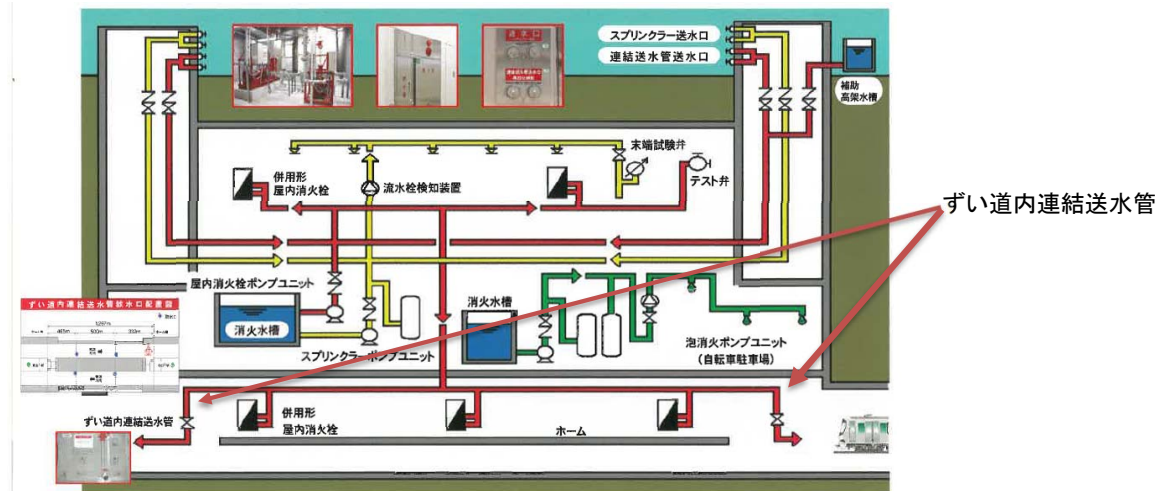 スプリンクラー送水口
連結送水管送水口
補助
高架水槽
送水口
末端試験弁
テスト弁
併用形
屋内消火栓
流水栓検知装置
ずい道内連結送水管
屋内消火栓ポンプユニット
消火水槽
スプリンクラーポンプユニット
消火水槽
泡消火ポンプユニット
(自転車駐車場)
ずい道内連結送水管放水口配置図
ずい道内連結送水管
併用形
屋内消火栓
ホーム